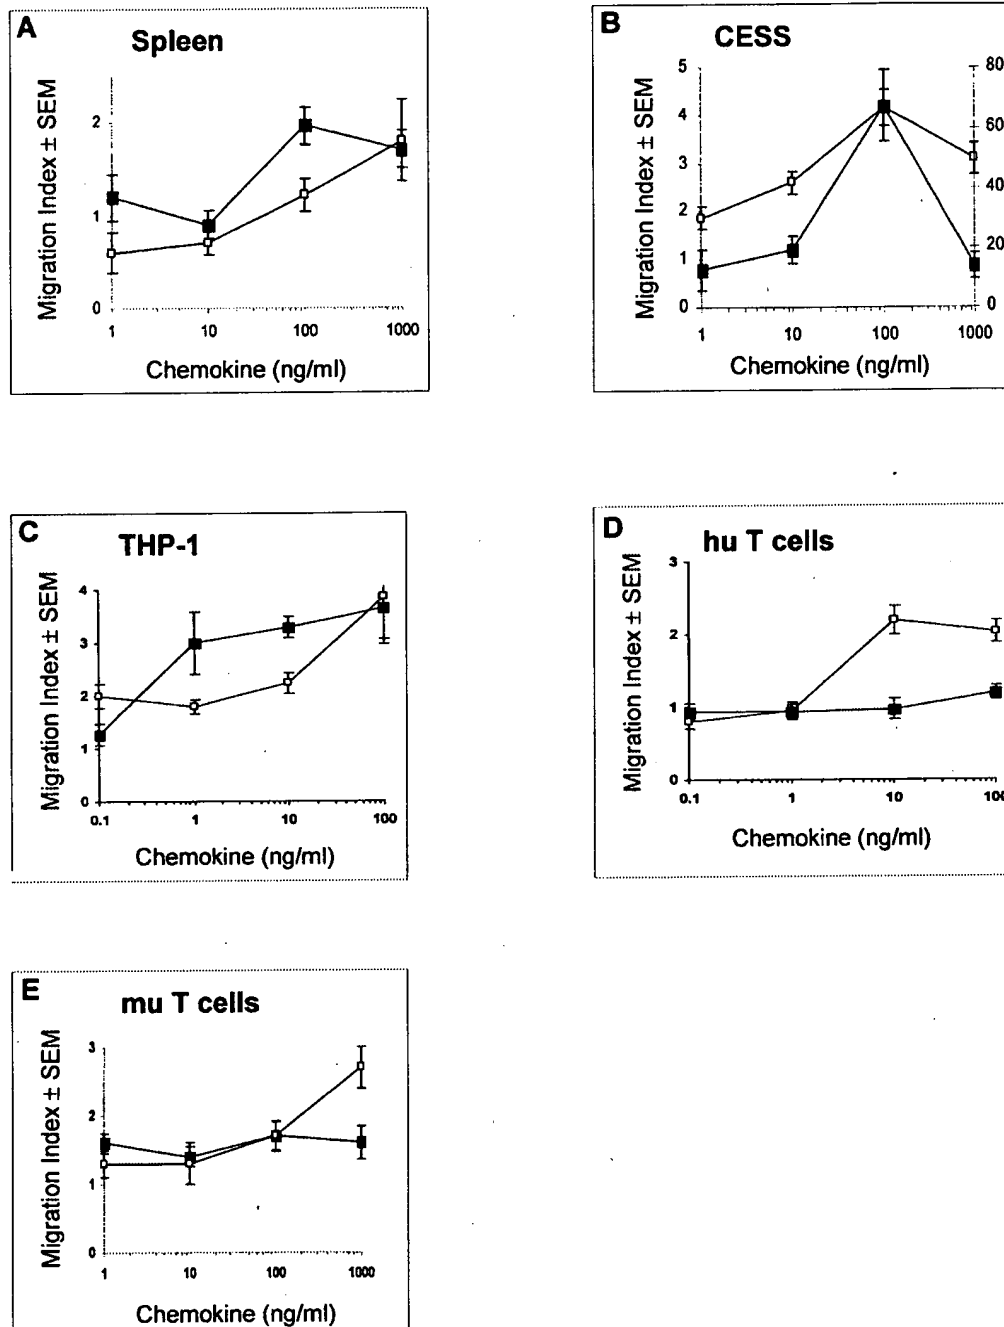 A
Spleen
Migration Index ± SEM
2
1
0
1 10 100 1000
Chemokine (ng/ml)
B
CESS
Migration Index ± SEM
5
4
3
2
1
0
80
60
40
20
0
1 10 100 1000
Chemokine (ng/ml)
C
THP-1
Migration Index ± SEM
4
3
2
1
0
0.1 1 10 100
Chemokine (ng/ml)
D
hu T cells
Migration Index ± SEM
3
2
1
0
0.1 1 10 100
Chemokine (ng/ml)
E
mu T cells
Migration Index ± SEM
3
2
1
0
1 10 100 1000
Chemokine (ng/ml)